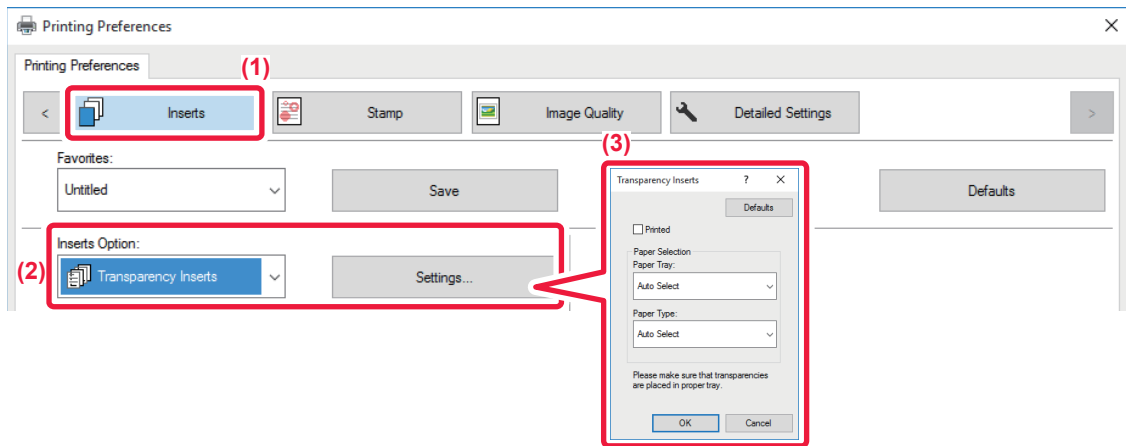 Printing Preferences
Printing Preferences
(1)
< Inserts Stamp Image Quality Detailed Settings >
Favorites:
Untitled Save Defaults
(2)
Inserts Option:
Transparency Inserts Settings...
(3)
Transparency Inserts ? X
Defaults
Printed
Paper Selection
Paper Tray:
Auto Select
Paper Type:
Auto Select
Please make sure that transparencies
are placed in proper tray.
OK Cancel